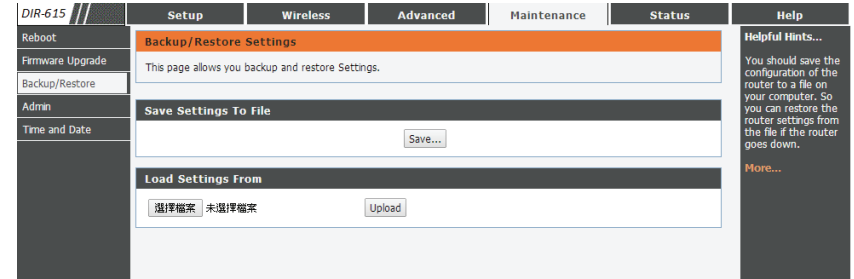 DIR-615
Setup
Wireless
Advanced
Maintenance
Status
Help
Reboot
Firmware Upgrade
Backup/Restore
Admin
Time and Date
Backup/Restore Settings
This page allows you backup and restore Settings.
Save Settings To File
Save...
Load Settings From
選擇檔案 未選擇檔案
Upload
Helpful Hints...
You should save the
configuration of the
router to a file on
your computer. So
you can restore the
router settings from
the file if the router
goes down.
More...